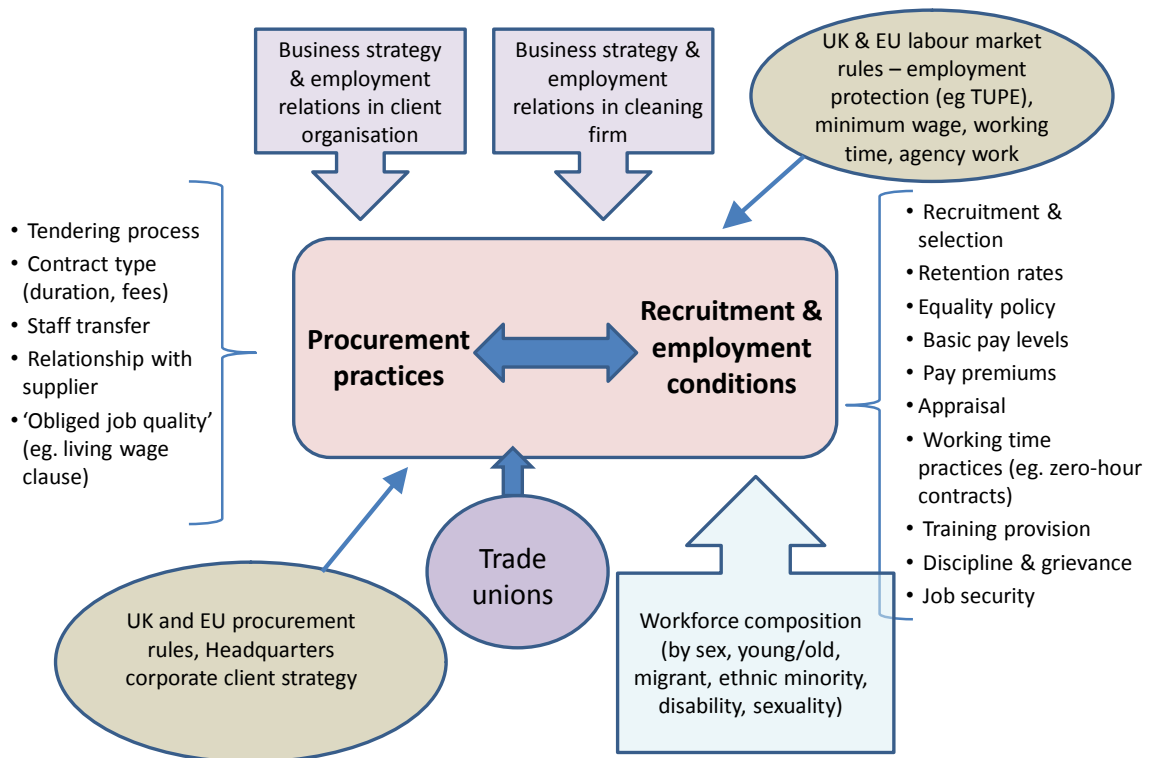 Business strategy
& employment
relations in client
organisation
Business strategy &
employment
relations in cleaning
firm
UK & EU labour market
rules – employment
protection (eg TUPE),
minimum wage, working
time, agency work
• Tendering process
• Contract type
(duration, fees)
• Staff transfer
• Relationship with
supplier
• ‘Obliged job quality’
(eg. living wage
clause)
Procurement
practices
Recruitment &
employment
conditions
• Recruitment &
selection
• Retention rates
• Equality policy
• Basic pay levels
• Pay premiums
• Appraisal
• Working time
practices (eg. zero-hour
contracts)
• Training provision
• Discipline & grievance
• Job security
UK and EU procurement
rules, Headquarters
corporate client strategy
Trade
unions
Workforce composition
(by sex, young/old,
migrant, ethnic minority,
disability, sexuality)